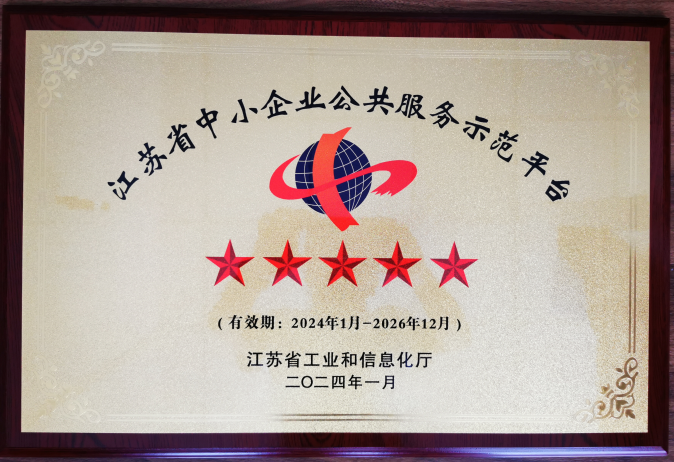 江苏省中小企业公共服务示范平台
(有效期：2024年1月-2026年12月)
江苏省工业和信息化厅
二〇二四年一月